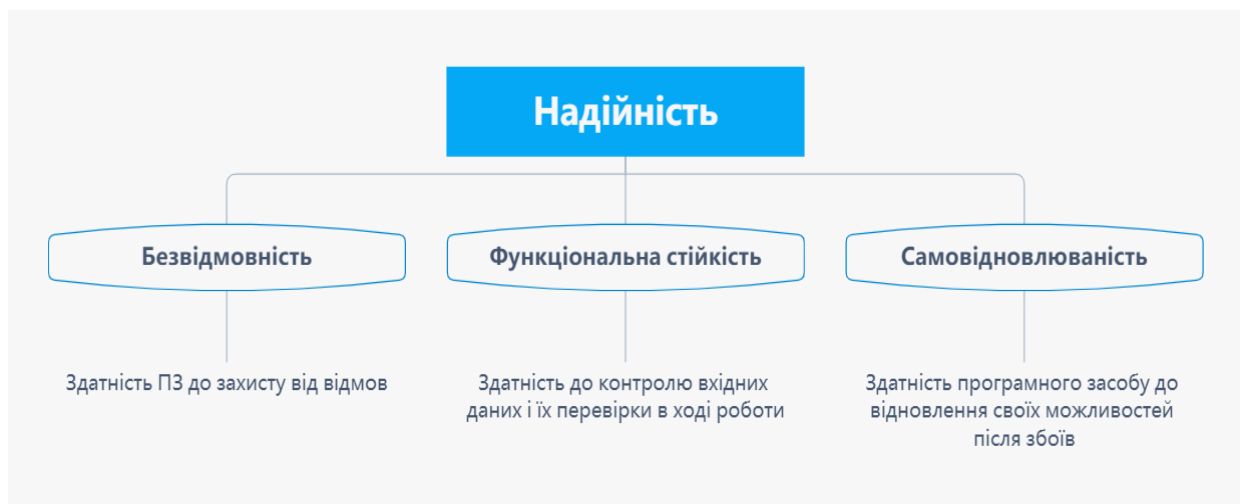 Надійність
Безвідмовність
Функціональна стійкість
Самовідновлюваність
Здатність ПЗ до захисту від відмов
Здатність до контролю вхідних
даних і їх перевірки в ході роботи
Здатність програмного засобу до
відновлення своїх можливостей
після збоїв